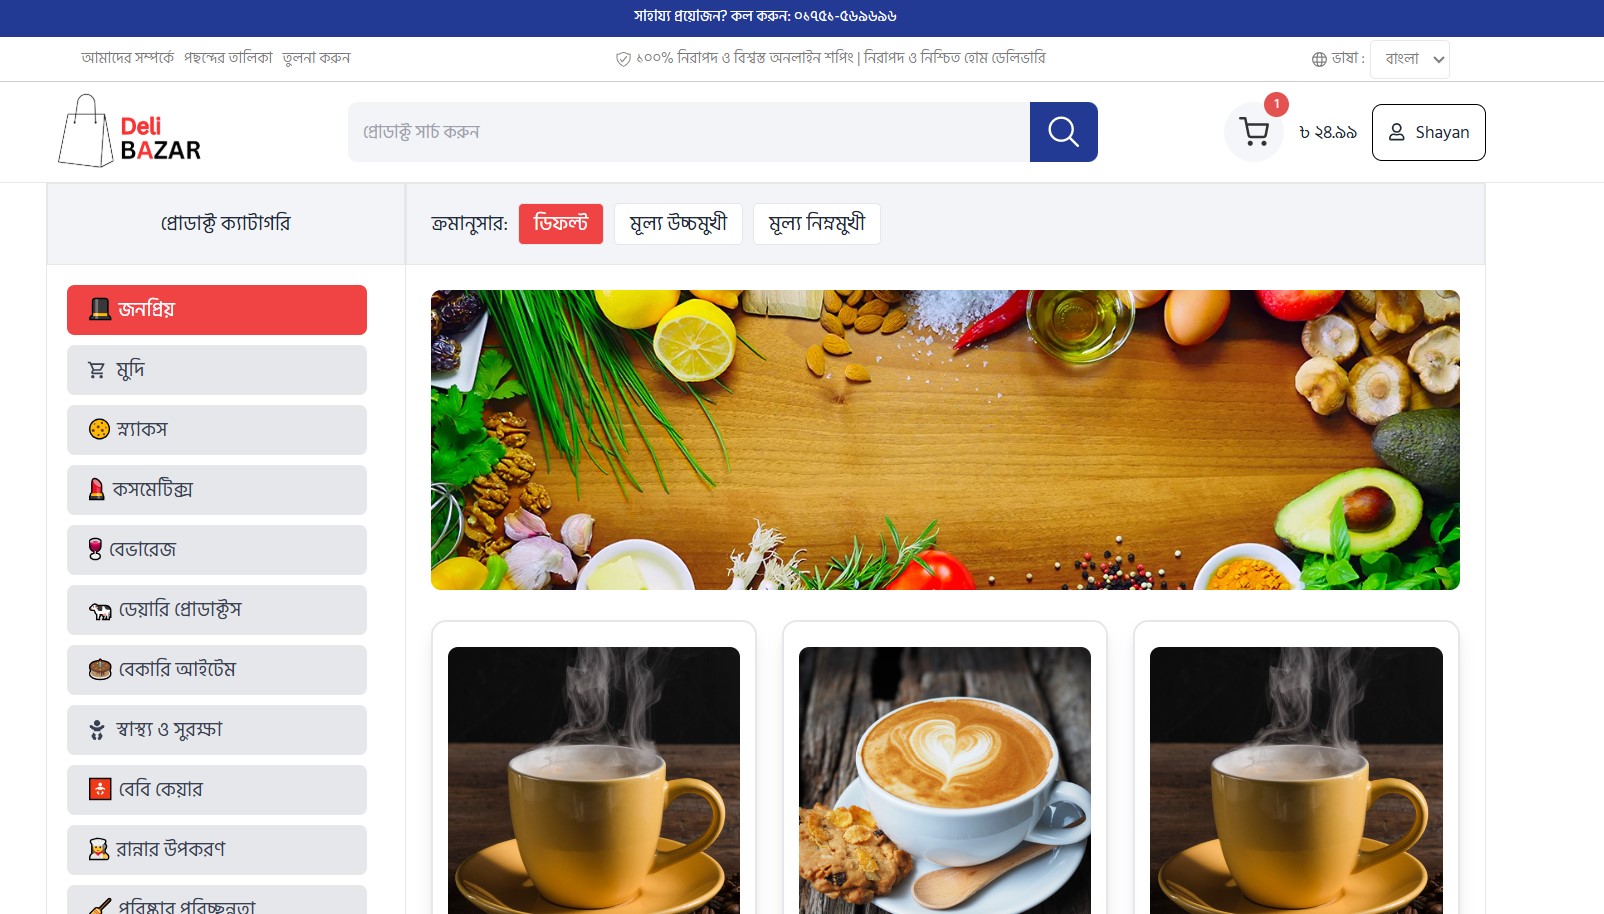 সাহায্য প্রয়োজন? কল করুন: ০১৭৫১-৫৬৯৬৯৬
আমাদের সম্পর্কে পছন্দের তালিকা তুলনা করুন
১০০% নিরাপদ ও বিশ্বস্ত অনলাইন শপিং | নিরাপদ ও নিশ্চিত হোম ডেলিভারি
ভাষা : বাংলা
Deli
BAZAR
প্রোডাক্ট সার্চ করুন
1
৳ ২৪.৯৯
Shayan
প্রোডাক্ট ক্যাটাগরি
ক্রমানুসার: ডিফল্ট মূল্য উচ্চমুখী মূল্য নিম্নমুখী
জনপ্রিয়
মুদি
স্ন্যাকস
কসমেটিক্স
বেভারেজ
ডেয়ারি প্রোডাক্টস
বেকারি আইটেম
স্বাস্থ্য ও সুরক্ষা
বেবি কেয়ার
রান্নার উপকরণ
পরিষ্কার পরিচ্ছন্নতা